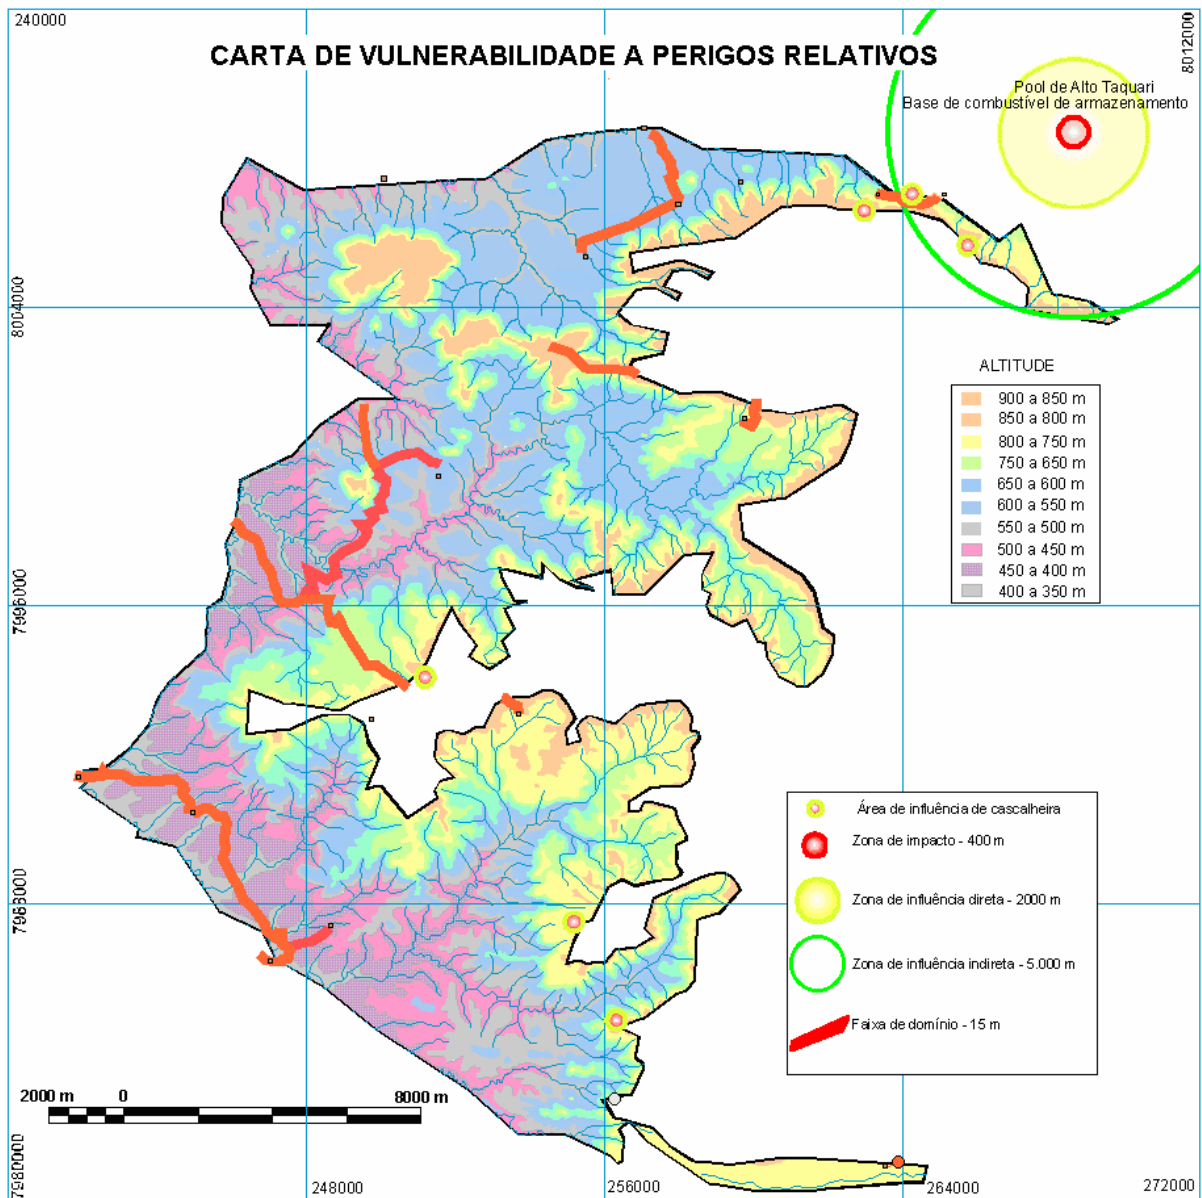 240000
8012000
CARTA DE VULNERABILIDADE A PERIGOS RELATIVOS
Pool de Alto Taquari
Base de combustível de armazenamento
8004000
ALTITUDE
900 a 850 m
850 a 800 m
800 a 750 m
750 a 650 m
650 a 600 m
600 a 550 m
550 a 500 m
500 a 450 m
450 a 400 m
400 a 350 m
7996000
Área de influência de cascalheira
Zona de impacto - 400 m
Zona de influência direta - 2000 m
Zona de influência indireta - 5.000 m
Faixa de domínio - 15 m
7988000
2000 m 0 8000 m
7980000
248000
256000
264000
272000